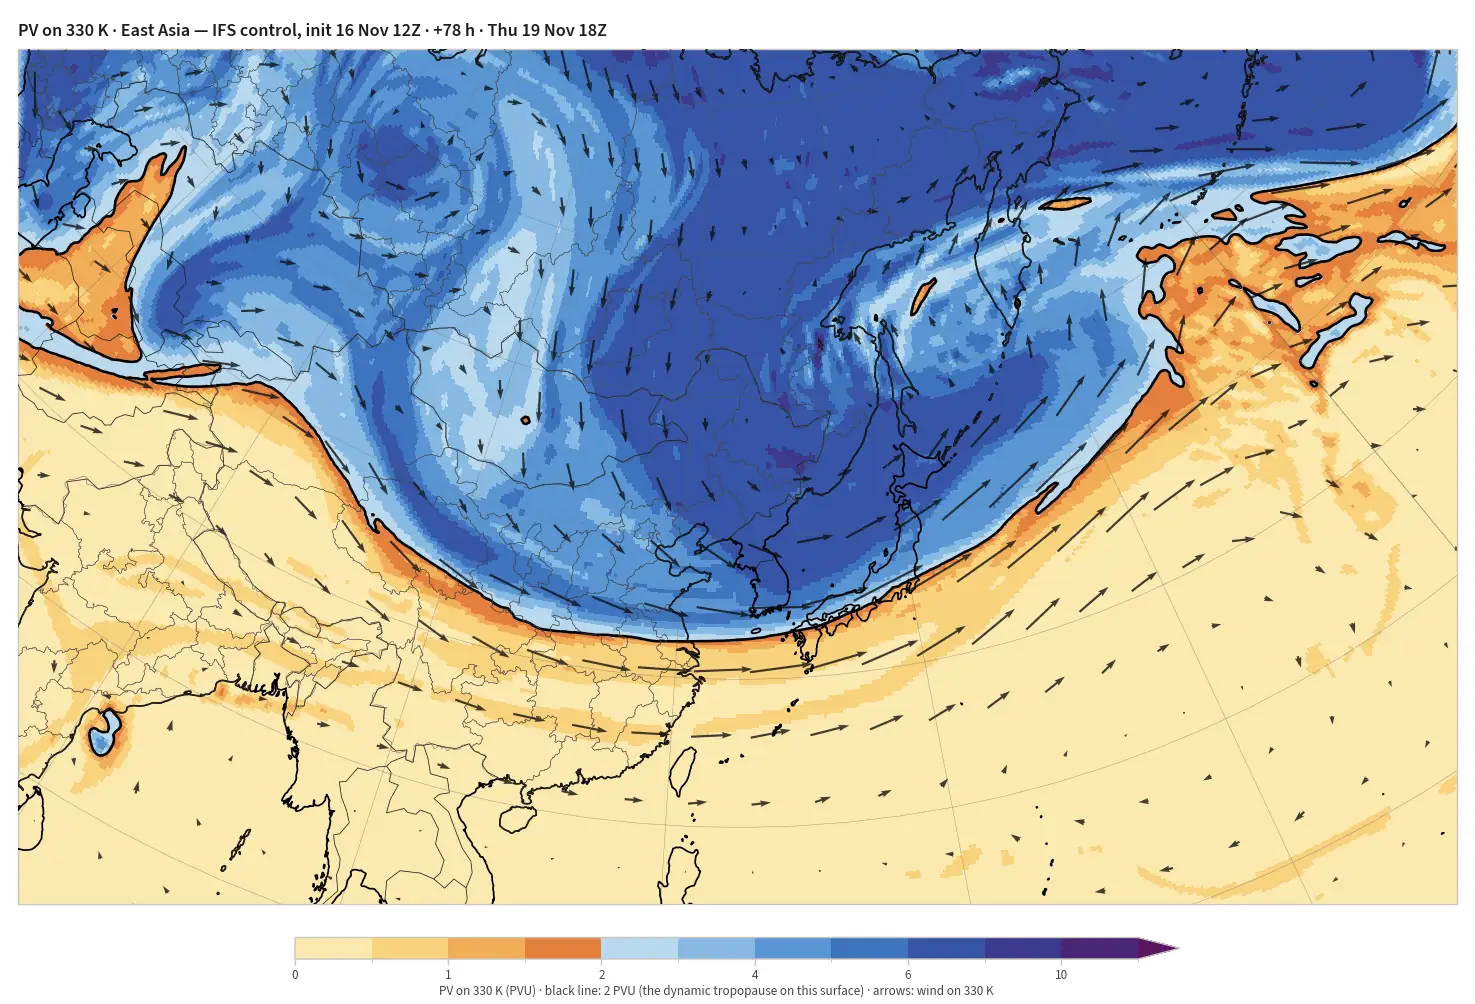 PV on 330 K · East Asia — IFS control, init 16 Nov 12Z · +78 h · Thu 19 Nov 18Z
0 1 2 4 6 10
PV on 330 K (PVU) · black line: 2 PVU (the dynamic tropopause on this surface) · arrows: wind on 330 K